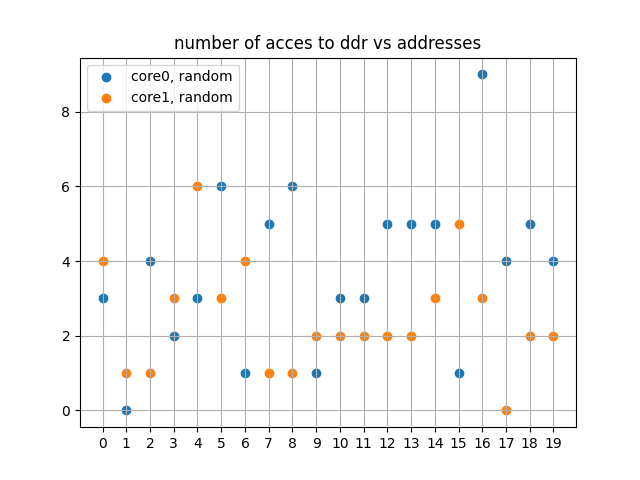 number of acces to ddr vs addresses
core0, random
core1, random
8
6
4
2
0
0 1 2 3 4 5 6 7 8 9 10 11 12 13 14 15 16 17 18 19